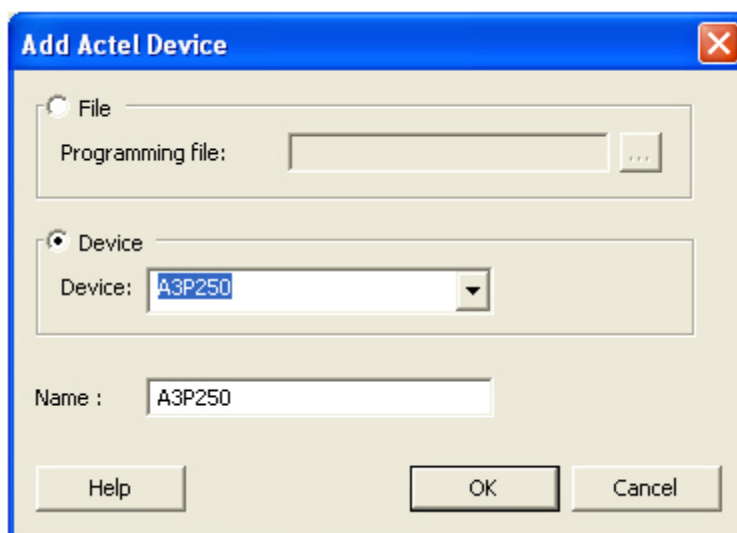 Add Actel Device
File
Programming file: ...
Device
Device: A3P250
Name : A3P250
Help OK Cancel